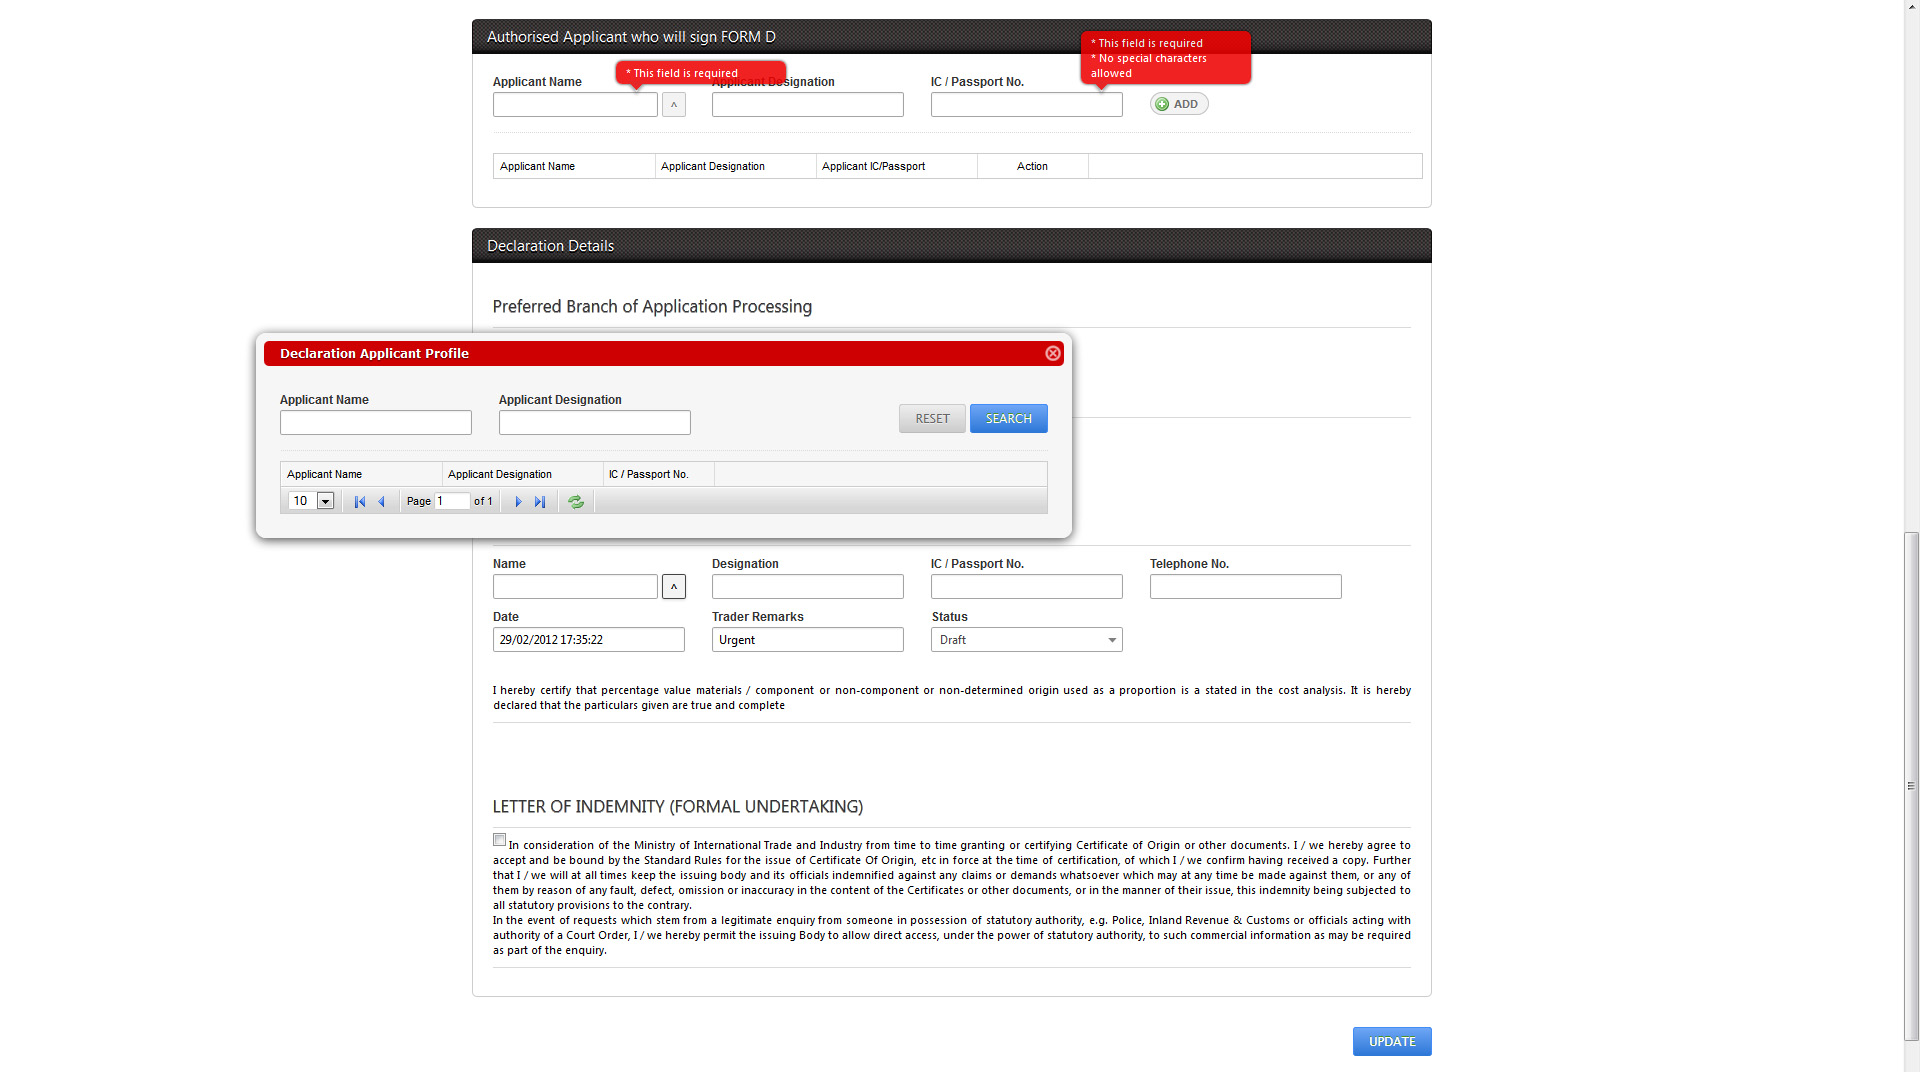 Authorised Applicant who will sign FORM D
* This field is required
* No special characters
allowed
* This field is required
Applicant Name
Applicant Designation
IC / Passport No.
^
ADD
Applicant Name
Applicant Designation
Applicant IC/Passport
Action
Declaration Details
Preferred Branch of Application Processing
Declaration Applicant Profile
Applicant Name
Applicant Designation
RESET
SEARCH
Applicant Name
Applicant Designation
IC / Passport No.
10
Page 1 of 1
Name
Designation
IC / Passport No.
Telephone No.
^
Date
Trader Remarks
Status
29/02/2012 17:35:22
Urgent
Draft
I hereby certify that percentage value materials / component or non-component or non-determined origin used as a proportion is a stated in the cost analysis. It is hereby
declared that the particulars given are true and complete
LETTER OF INDEMNITY (FORMAL UNDERTAKING)
In consideration of the Ministry of International Trade and Industry from time to time granting or certifying Certificate of Origin or other documents. I / we hereby agree to
accept and be bound by the Standard Rules for the issue of Certificate Of Origin, etc in force at the time of certification, of which I / we confirm having received a copy. Further
that I / we will at all times keep the issuing body and its officials indemnified against any claims or demands whatsoever which may at any time be made against them, or any of
them by reason of any fault, defect, omission or inaccuracy in the content of the Certificates or other documents, or in the manner of their issue, this indemnity being subjected to
all statutory provisions to the contrary.
In the event of requests which stem from a legitimate enquiry from someone in possession of statutory authority, e.g. Police, Inland Revenue & Customs or officials acting with
authority of a Court Order, I / we hereby permit the issuing Body to allow direct access, under the power of statutory authority, to such commercial information as may be required
as part of the enquiry.
UPDATE